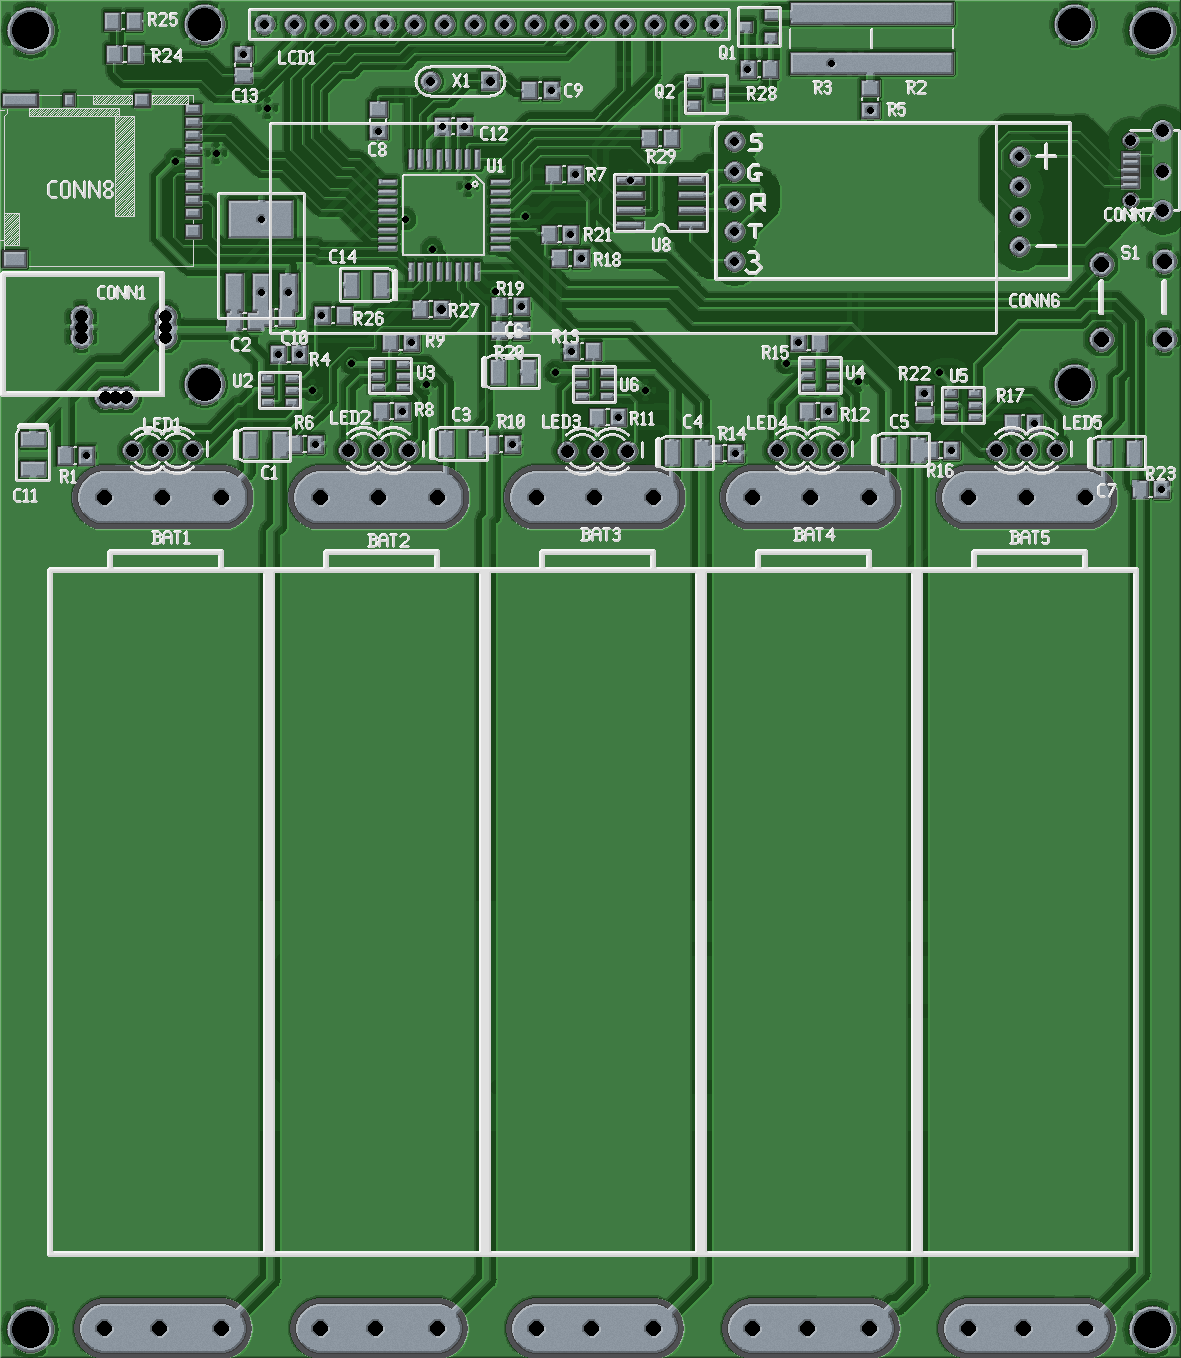 R25
LCD1
Q1
R24
C13
X1
C9
Q2
R28
R3
R2
R5
C8
C12
U1
R29
S
G
R
T
3
+
−
CONN8
R7
U8
CONN7
R21
R18
S1
C14
CONN1
R19
CONN6
R26
R27
C6
C2
C10
R4
R9
R13
R20
R15
U2
U3
U6
U4
R22
U5
R17
LED1
R6
LED2
R8
C3
R10
LED3
R11
C4
R14
LED4
R12
C5
R16
LED5
C11
R1
C1
C7
R23
BAT1
BAT2
BAT3
BAT4
BAT5